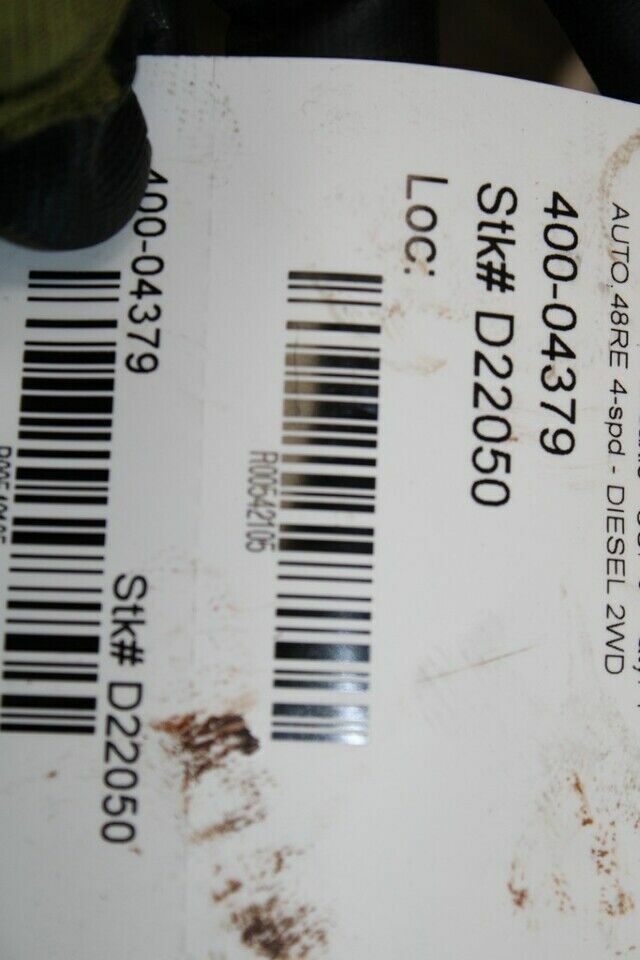 AUTO,48RE 4-spd - DIESEL 2WD
400-04379
Stk# D22050
Loc:
R00542105
400-04379
Stk# D22050